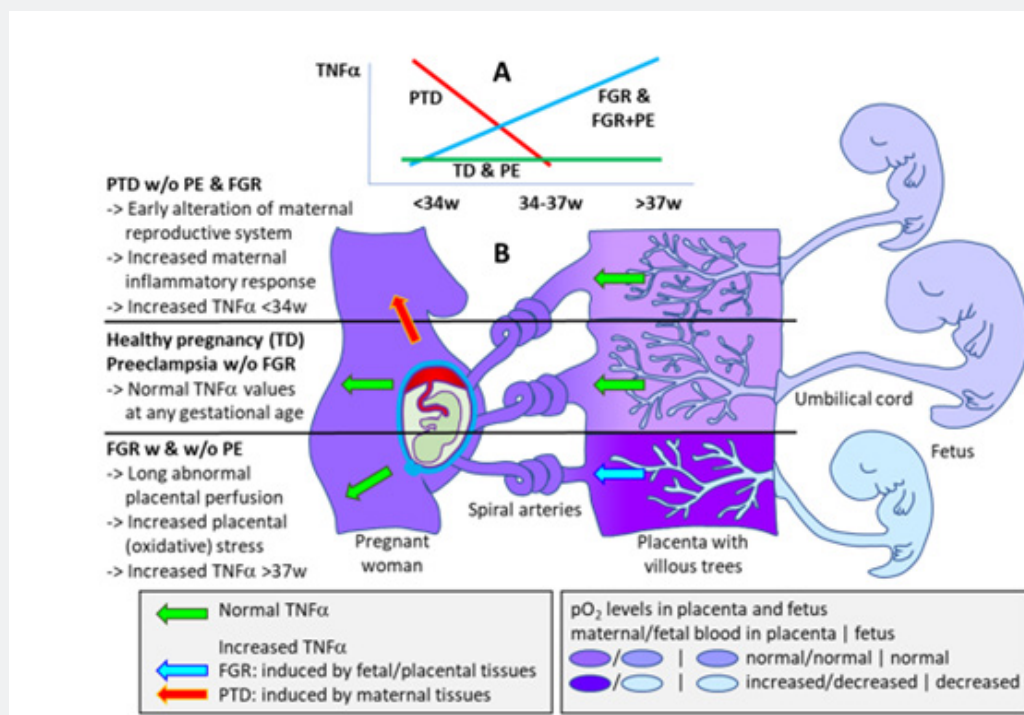 A
TNFα
PTD
FGR &
FGR+PE
TD & PE
<34w
34-37w
>37w
B
PTD w/o PE & FGR
-> Early alteration of maternal
reproductive system
-> Increased maternal
inflammatory response
-> Increased TNFα <34w
Healthy pregnancy (TD)
Preeclampsia w/o FGR
-> Normal TNFα values
at any gestational age
FGR w & w/o PE
-> Long abnormal
placental perfusion
-> Increased placental
(oxidative) stress
-> Increased TNFα >37w
Pregnant
woman
Spiral arteries
Placenta with
villous trees
Umbilical cord
Fetus
Normal TNFα
Increased TNFα
FGR: induced by fetal/placental tissues
PTD: induced by maternal tissues
pO₂ levels in placenta and fetus
maternal/fetal blood in placenta | fetus
/ | normal/normal | normal
/ | increased/decreased | decreased